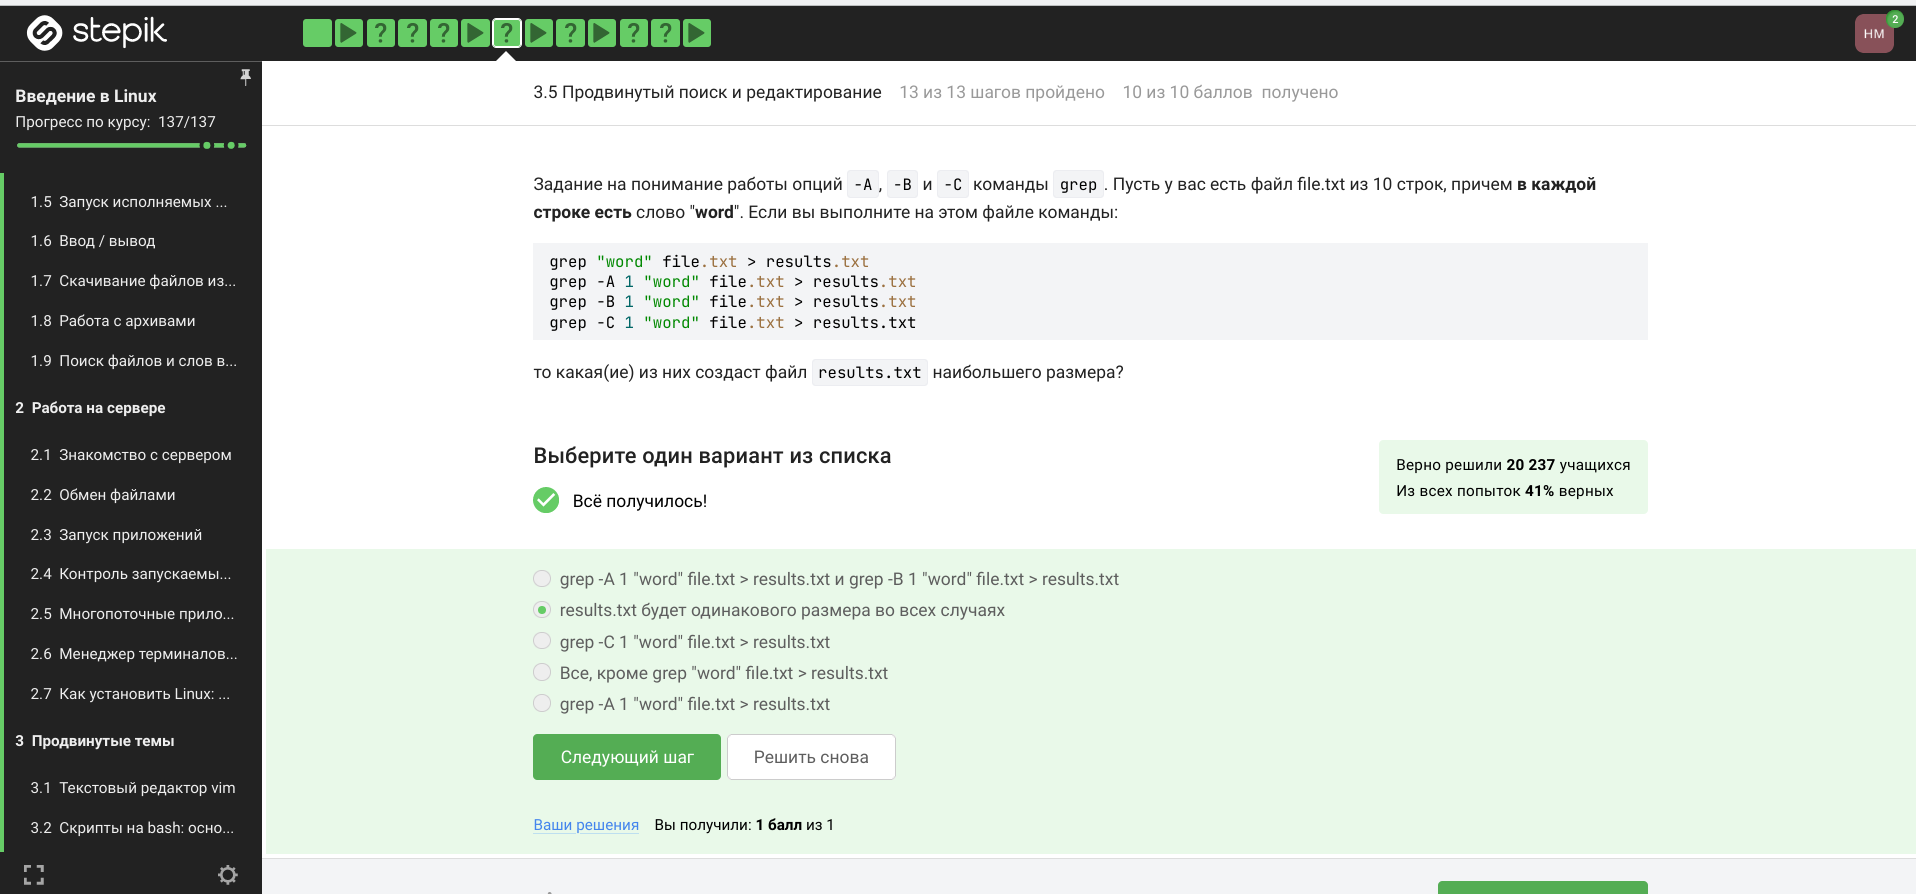 stepik
? ? ? ? ? ? ?
НМ
2
Введение в Linux
Прогресс по курсу: 137/137
1.5 Запуск исполняемых ...
1.6 Ввод / вывод
1.7 Скачивание файлов из...
1.8 Работа с архивами
1.9 Поиск файлов и слов в...
2 Работа на сервере
2.1 Знакомство с сервером
2.2 Обмен файлами
2.3 Запуск приложений
2.4 Контроль запускаемы...
2.5 Многопоточные прило...
2.6 Менеджер терминалов...
2.7 Как установить Linux: ...
3 Продвинутые темы
3.1 Текстовый редактор vim
3.2 Скрипты на bash: осно...
3.5 Продвинутый поиск и редактирование 13 из 13 шагов пройдено 10 из 10 баллов получено
Задание на понимание работы опций -A, -B и -C команды grep. Пусть у вас есть файл file.txt из 10 строк, причем в каждой
строке есть слово "word". Если вы выполните на этом файле команды:
grep "word" file.txt > results.txt
grep -A 1 "word" file.txt > results.txt
grep -B 1 "word" file.txt > results.txt
grep -C 1 "word" file.txt > results.txt
то какая(ие) из них создаст файл results.txt наибольшего размера?
Выберите один вариант из списка
Всё получилось!
Верно решили 20 237 учащихся
Из всех попыток 41% верных
grep -A 1 "word" file.txt > results.txt и grep -B 1 "word" file.txt > results.txt
results.txt будет одинакового размера во всех случаях
grep -C 1 "word" file.txt > results.txt
Все, кроме grep "word" file.txt > results.txt
grep -A 1 "word" file.txt > results.txt
Следующий шаг
Решить снова
Ваши решения Вы получили: 1 балл из 1